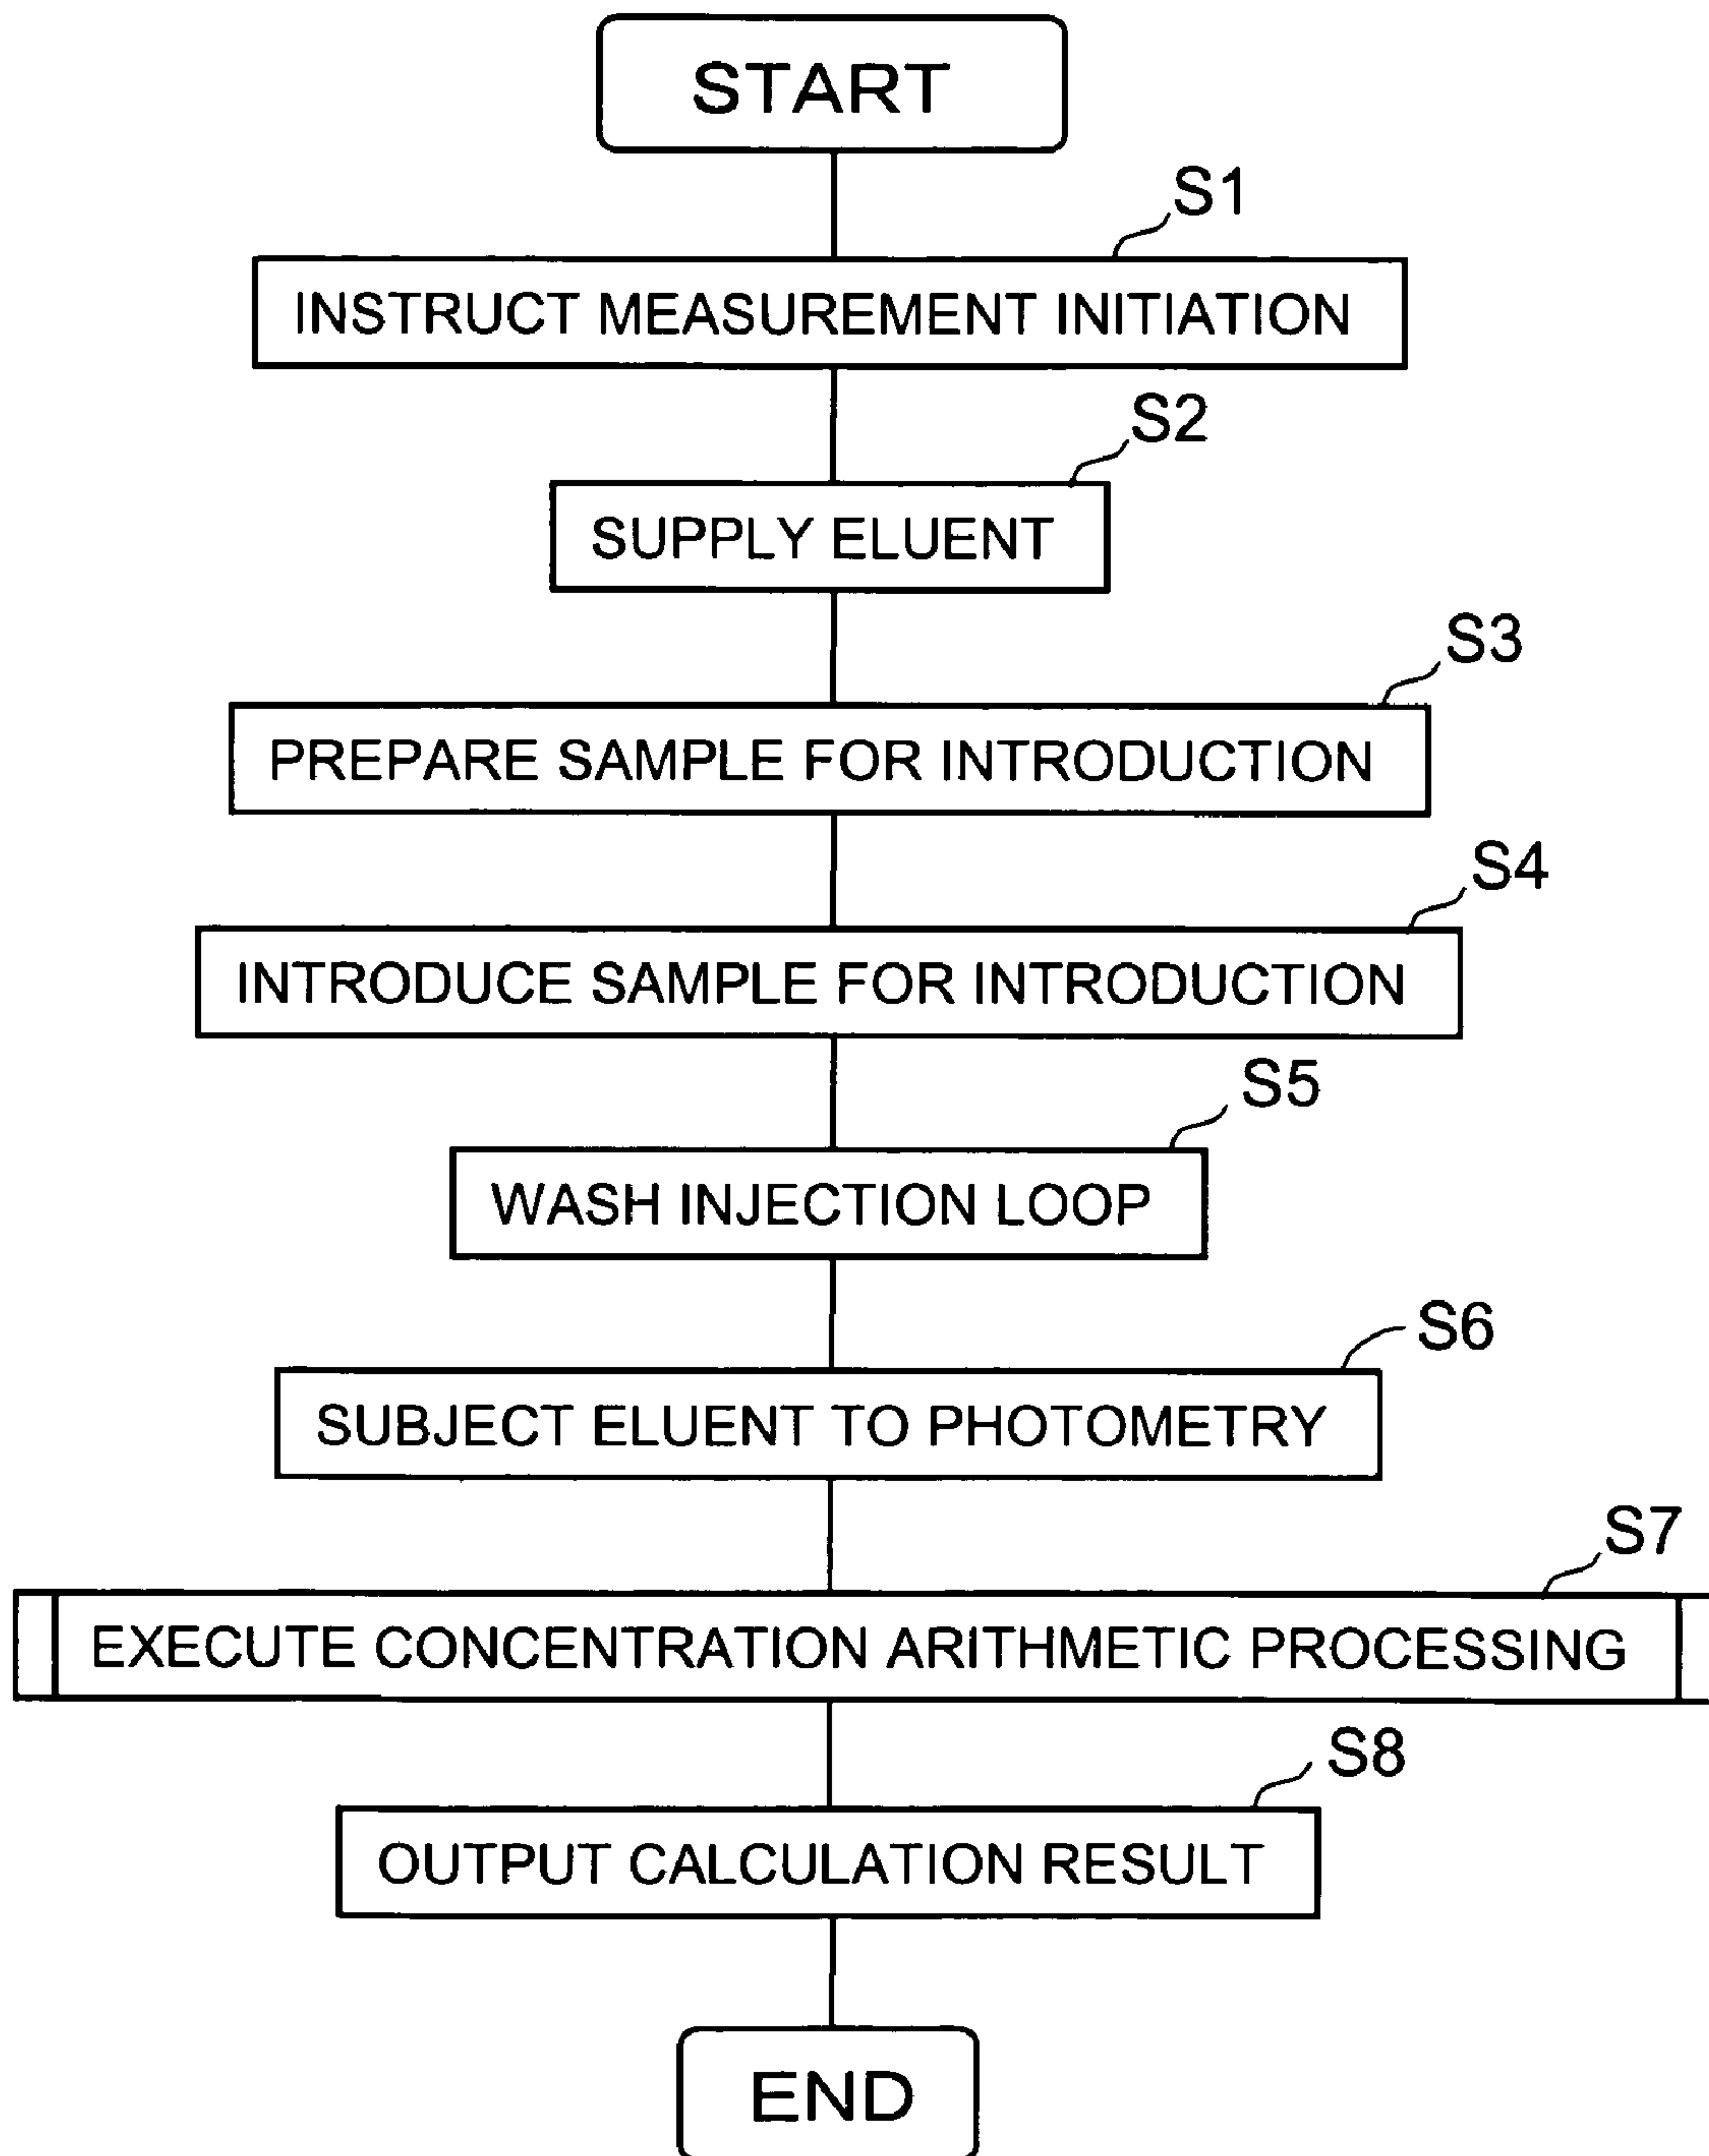 START
S1
INSTRUCT MEASUREMENT INITIATION
S2
SUPPLY ELUENT
S3
PREPARE SAMPLE FOR INTRODUCTION
S4
INTRODUCE SAMPLE FOR INTRODUCTION
S5
WASH INJECTION LOOP
S6
SUBJECT ELUENT TO PHOTOMETRY
S7
EXECUTE CONCENTRATION ARITHMETIC PROCESSING
S8
OUTPUT CALCULATION RESULT
END